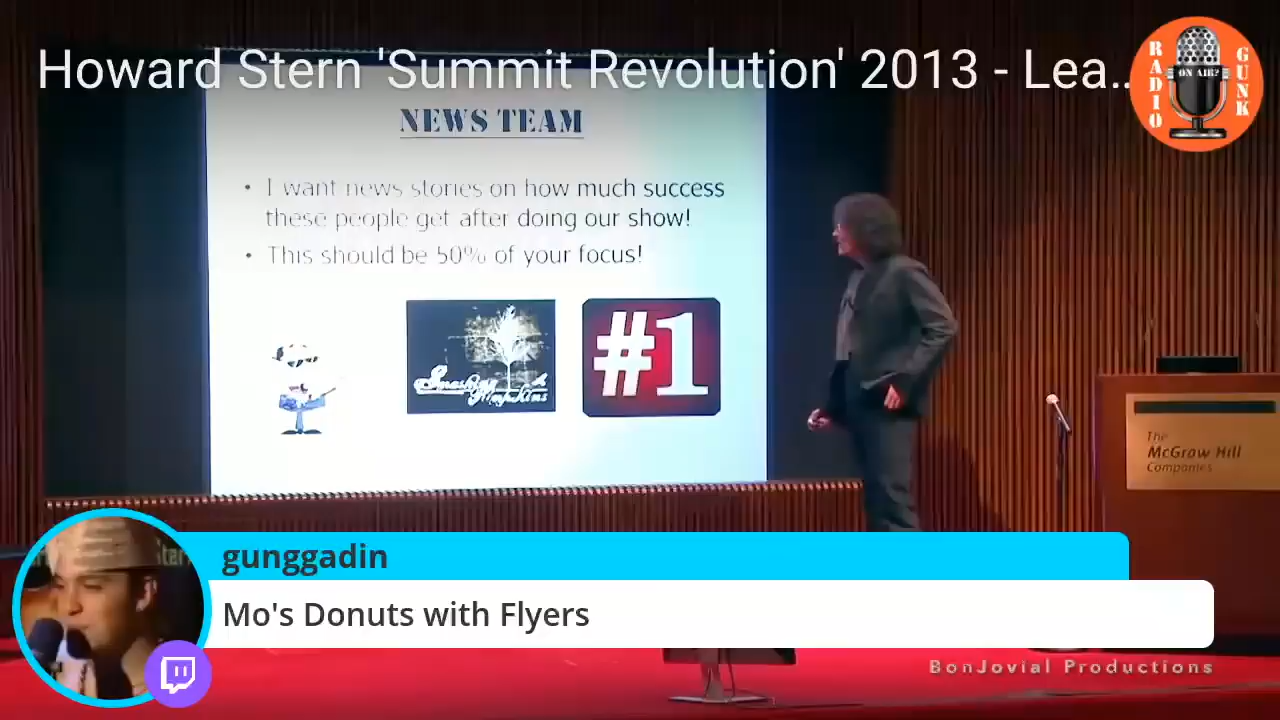 Howard Stern 'Summit Revolution' 2013 - Lea..
RADIO
ON AIR?
GUNK
NEWS TEAM
• I want news stories on how much success
these people get after doing our show!
• This should be 50% of your focus!
Smashing
Pumpkins
#1
The
McGraw Hill
Companies
gunggadin
Mo's Donuts with Flyers
BonJovial Productions